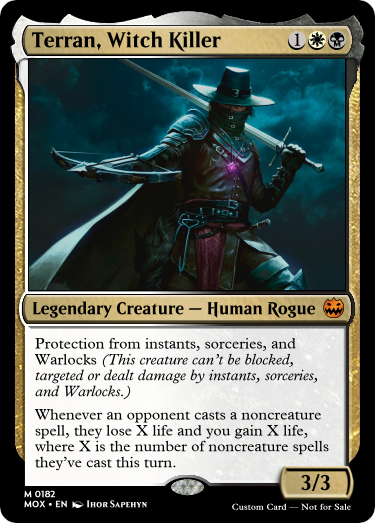 Terran, Witch Killer 1
Legendary Creature — Human Rogue
Protection from instants, sorceries, and
Warlocks (This creature can't be blocked,
targeted or dealt damage by instants, sorceries,
and Warlocks.)
Whenever an opponent casts a noncreature
spell, they lose X life and you gain X life,
where X is the number of noncreature spells
they've cast this turn.
3/3
M 0182
MOX • EN Ihor Sapehyn
Custom Card — Not for Sale